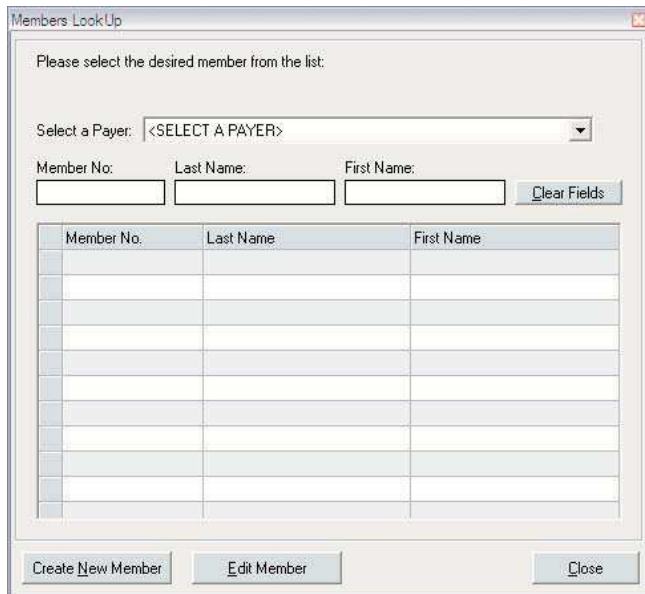 Members LookUp
Please select the desired member from the list:
Select a Payer: <SELECT A PAYER>
Member No: Last Name: First Name:
Clear Fields
Member No. Last Name First Name
Create New Member Edit Member Close